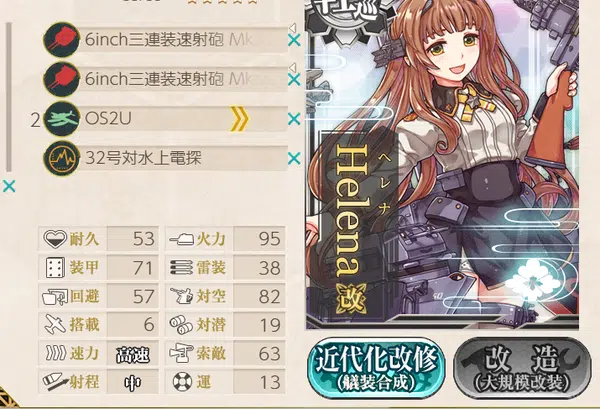 6inch三連装速射砲 Mk
6inch三連装速射砲 Mk
2 OS2U
32号対水上電探
耐久 53 火力 95
装甲 71 雷装 38
回避 57 対空 82
搭載 6 対潜 19
速力 高速 索敵 63
射程 中 運 13
ヘレナ
Helena 改
近代化改修
(艤装合成)
改造
(大規模改装)